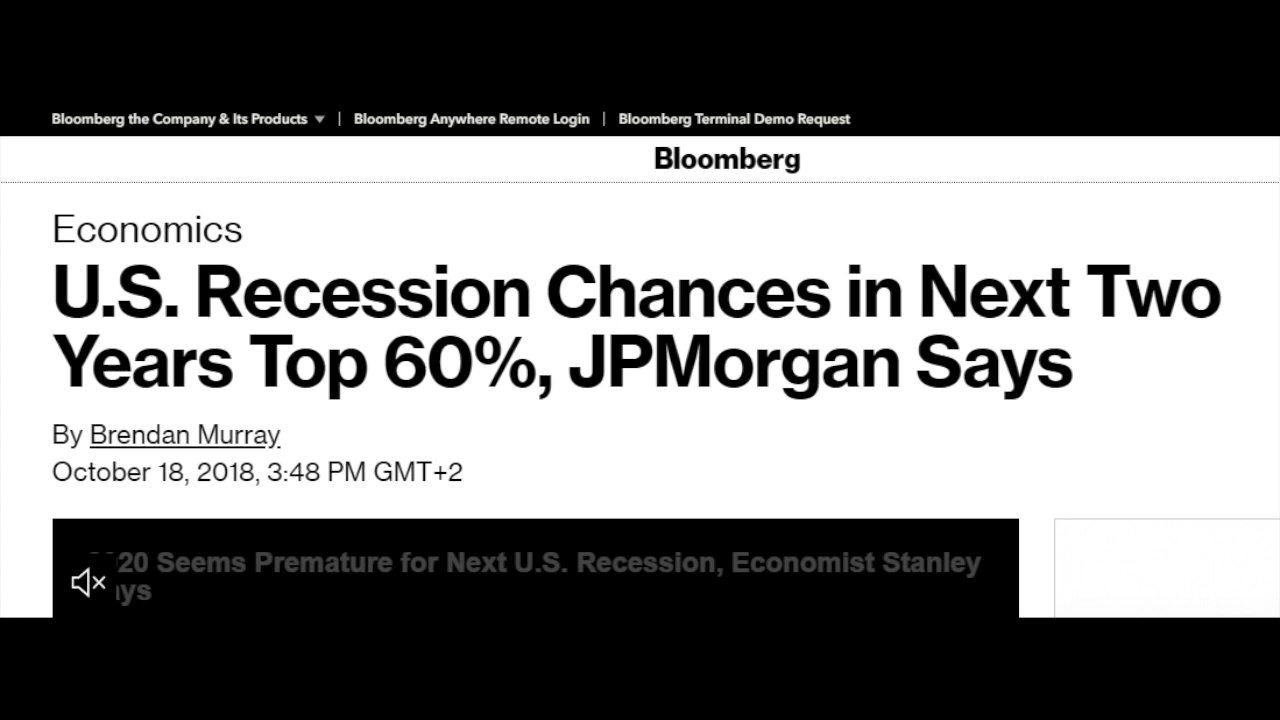 Bloomberg the Company & Its Products | Bloomberg Anywhere Remote Login | Bloomberg Terminal Demo Request
Bloomberg
Economics
U.S. Recession Chances in Next Two
Years Top 60%, JPMorgan Says
By Brendan Murray
October 18, 2018, 3:48 PM GMT+2
Seems Premature for Next U.S. Recession, Economist Stanley